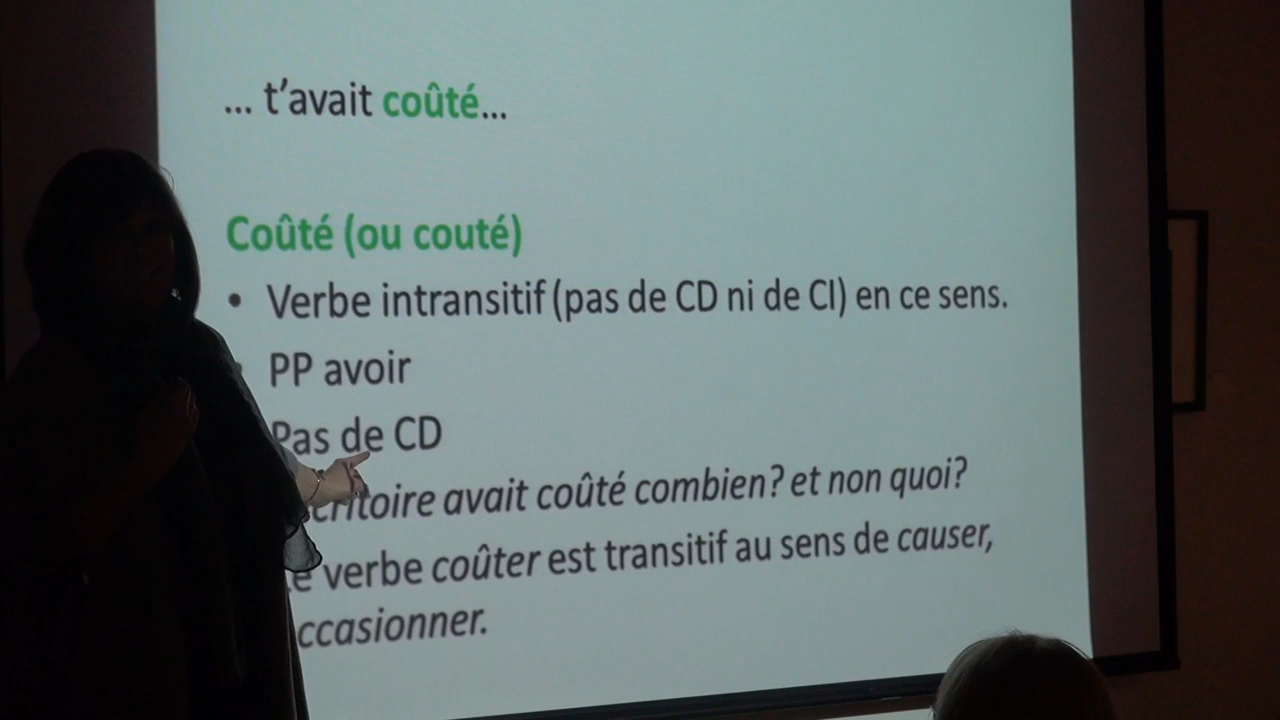 ... t'avait coûté...
Coûté (ou couté)
• Verbe intransitif (pas de CD ni de CI) en ce sens.
PP avoir
Pas de CD
avait coûté combien? et non quoi?
verbe coûter est transitif au sens de causer,
ccasionner.